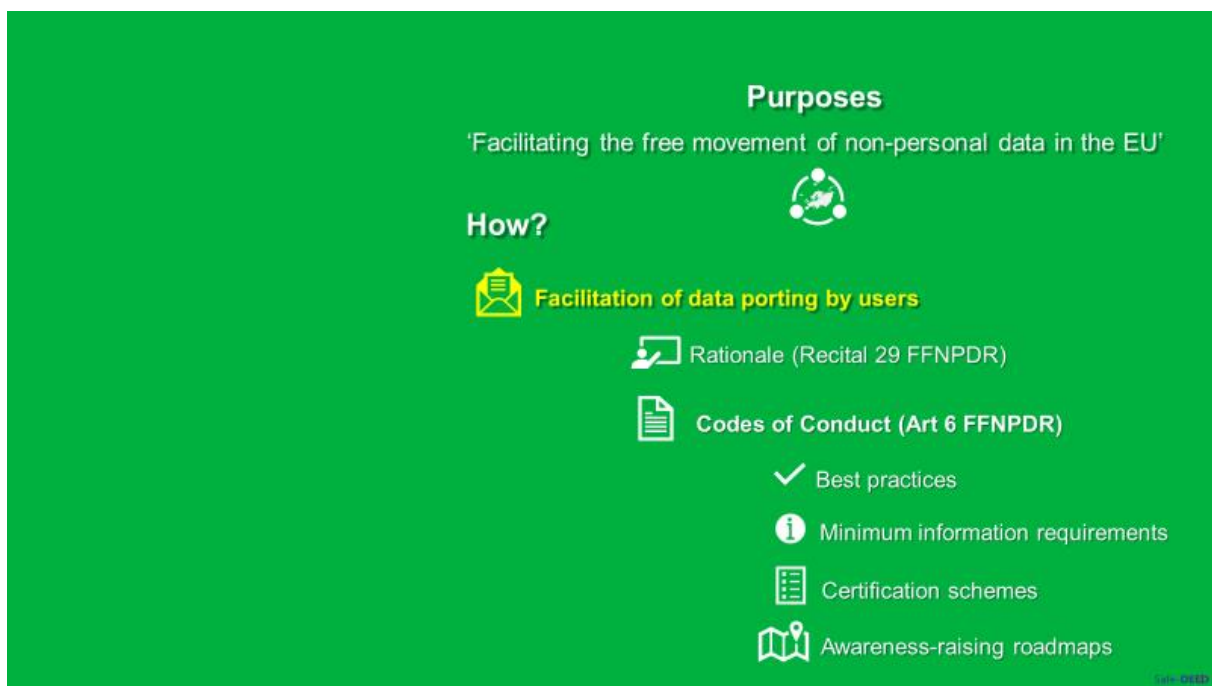 Purposes
‘Facilitating the free movement of non-personal data in the EU’
How?
Facilitation of data porting by users
Rationale (Recital 29 FFNPDR)
Codes of Conduct (Art 6 FFNPDR)
Best practices
Minimum information requirements
Certification schemes
Awareness-raising roadmaps
Safe-DEED